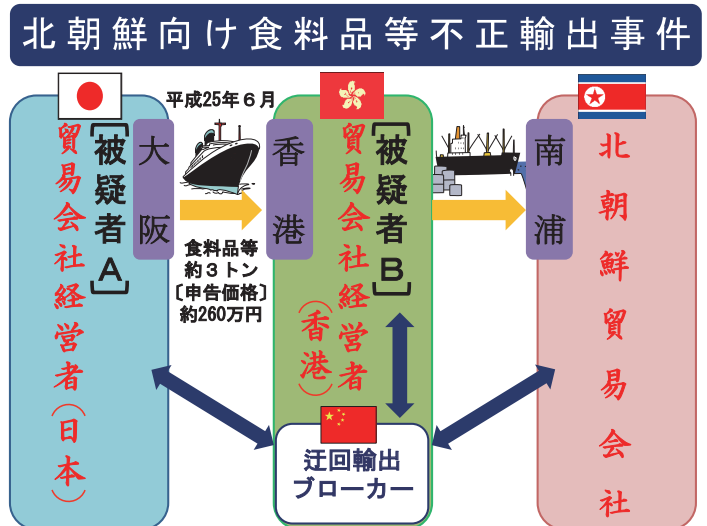 北朝鮮向け食料品等不正輸出事件
平成25年6月
大阪
〔被疑者A〕
貿易会社経営者(日本)
食料品等
約3トン
〔申告価格〕
約260万円
香港
〔被疑者B〕
貿易会社経営者
(香港)
迂回輸出
ブローカー
南浦
北朝鮮貿易会社